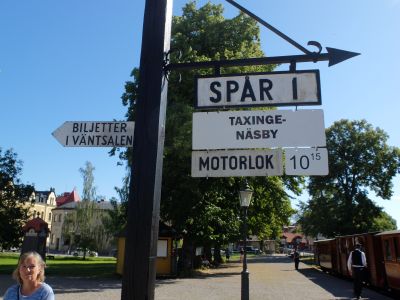 SPÅR 1
TAXINGE-
NÄSBY
MOTORLOK 10 15
BILJETTER
I VÄNTSALEN